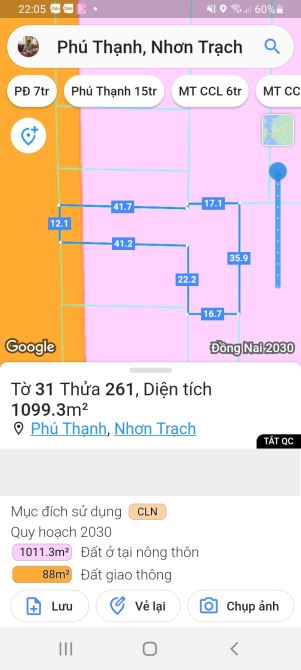 22:05
60%
Phú Thạnh, Nhơn Trạch
PĐ 7tr
Phú Thạnh 15tr
MT CCL 6tr
MT CC
41.7
17.1
12.1
41.2
22.2
35.9
16.7
Google
Đồng Nai 2030
Tờ 31 Thửa 261, Diện tích
1099.3m²
Phú Thạnh, Nhơn Trạch
TẮT QC
Mục đích sử dụng CLN
Quy hoạch 2030
1011.3m² Đất ở tại nông thôn
88m² Đất giao thông
Lưu
Vẽ lại
Chụp ảnh